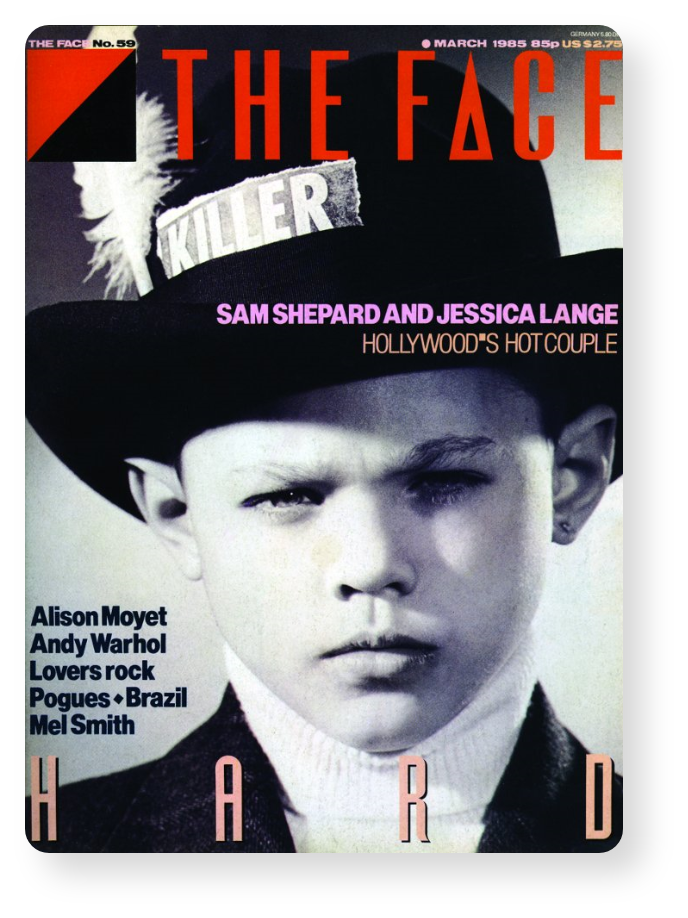 THE FACE No. 59
MARCH 1985 85p US $2.75
THE FACE
KILLER
SAM SHEPARD AND JESSICA LANGE
HOLLYWOOD"S HOT COUPLE
Alison Moyet
Andy Warhol
Lovers rock
Pogues ◆ Brazil
Mel Smith
HARD